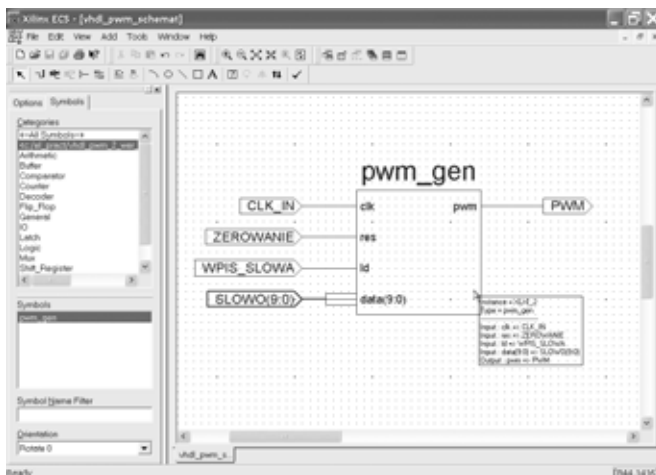 Xilinx ECS - [vhdl_pwm_schemat]
File Edit View Add Tools Window Help
Options Symbols
Categories
<-All Symbols->
Arithmetic
Buffer
Comparator
Counter
Decoder
Flip_Flop
General
IO
Latch
Logic
Mux
Shift_Register
Symbols
pwm_gen
Symbol Name Filter
Orientation
Rotate 0
pwm_gen
CLK_IN clk pwm PWM
ZEROWANIE res
WPIS_SLOWA ld
SLOWO(9:0) data(9:0)
Type = pwm_gen
Input : clk <= CLK_IN
Input : res <= ZEROWANIE
Input : ld <= WPIS_SLOWA
Input : data(9:0) <= SLOWO(9:0)
Output : pwm => PWM
vhdl_pwm_s..
Ready